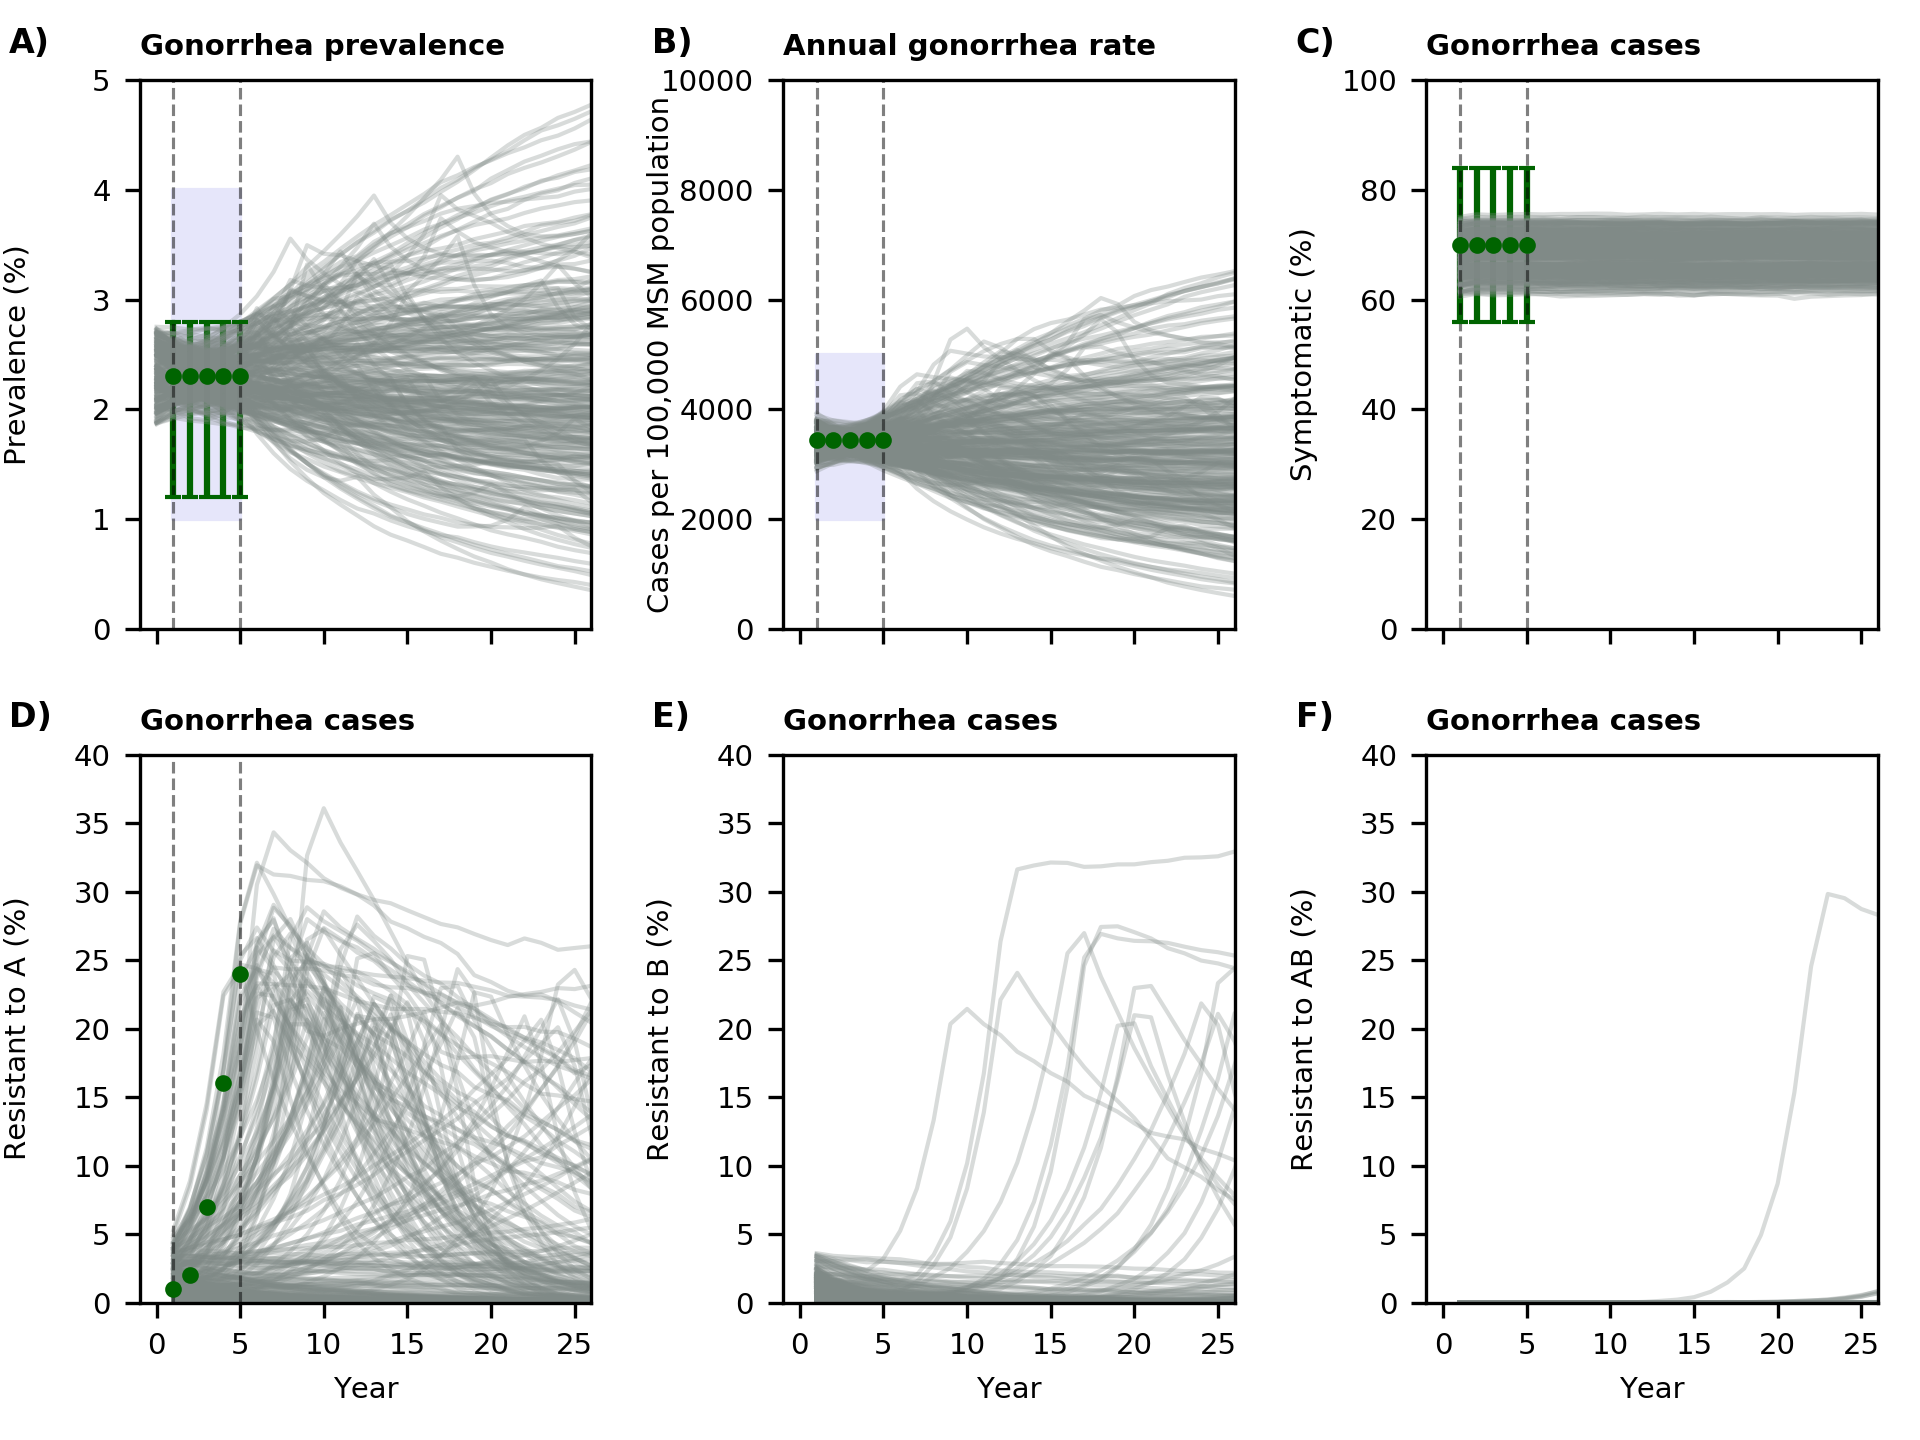 A) Gonorrhea prevalence
Prevalence (%)
5
4
3
2
1
0
B) Annual gonorrhea rate
Cases per 100,000 MSM population
10000
8000
6000
4000
2000
0
C) Gonorrhea cases
Symptomatic (%)
100
80
60
40
20
0
D) Gonorrhea cases
Resistant to A (%)
40
35
30
25
20
15
10
5
0
0 5 10 15 20 25
Year
E) Gonorrhea cases
Resistant to B (%)
40
35
30
25
20
15
10
5
0
0 5 10 15 20 25
Year
F) Gonorrhea cases
Resistant to AB (%)
40
35
30
25
20
15
10
5
0
0 5 10 15 20 25
Year